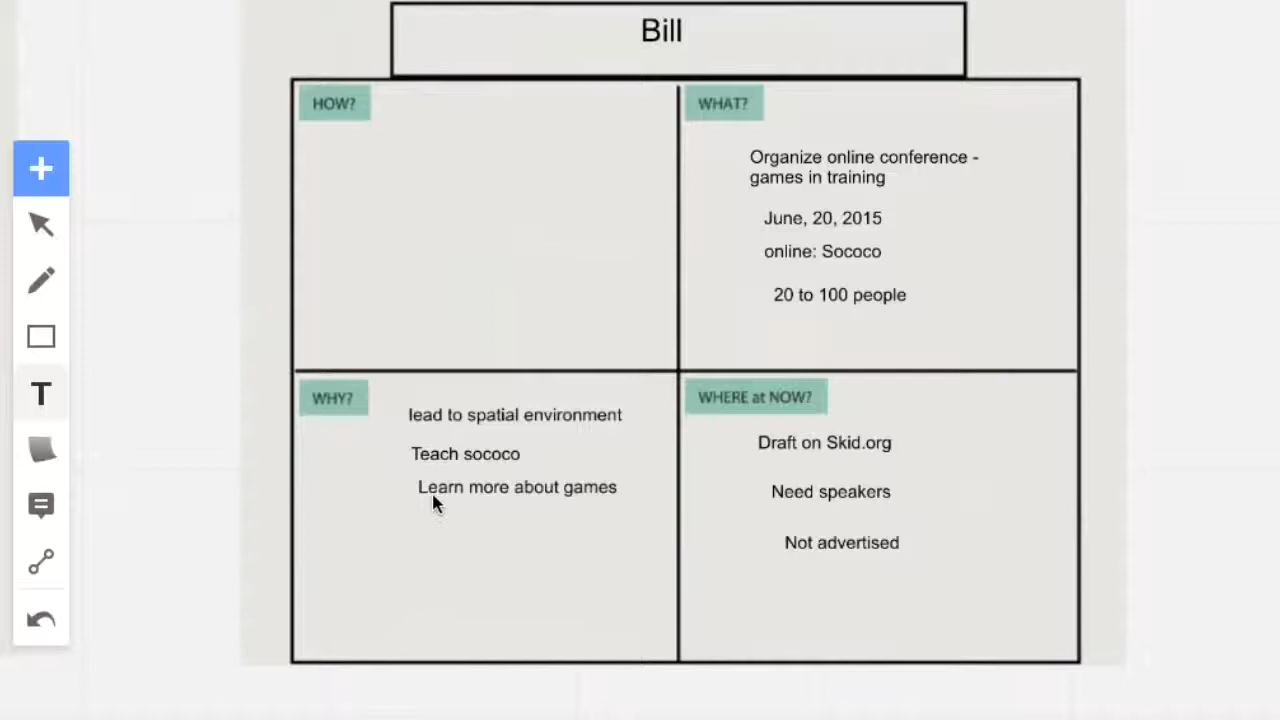 Bill
HOW?
WHAT?
Organize online conference -
games in training
June, 20, 2015
online: Sococo
20 to 100 people
WHY?
lead to spatial environment
Teach sococo
Learn more about games
WHERE at NOW?
Draft on Skid.org
Need speakers
Not advertised
T